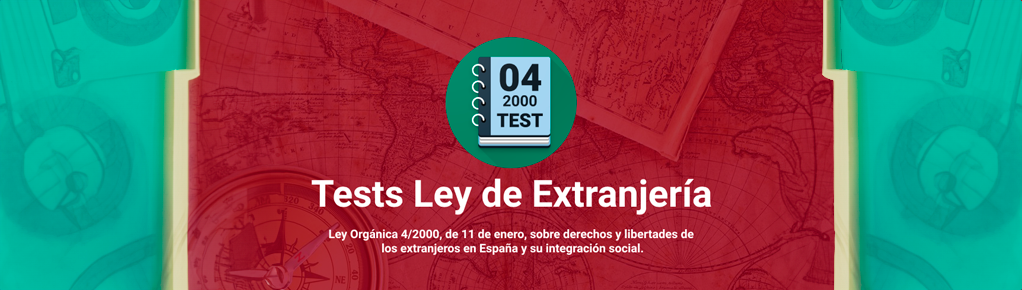 04
2000
TEST
Tests Ley de Extranjería
Ley Orgánica 4/2000, de 11 de enero, sobre derechos y libertades de
los extranjeros en España y su integración social.